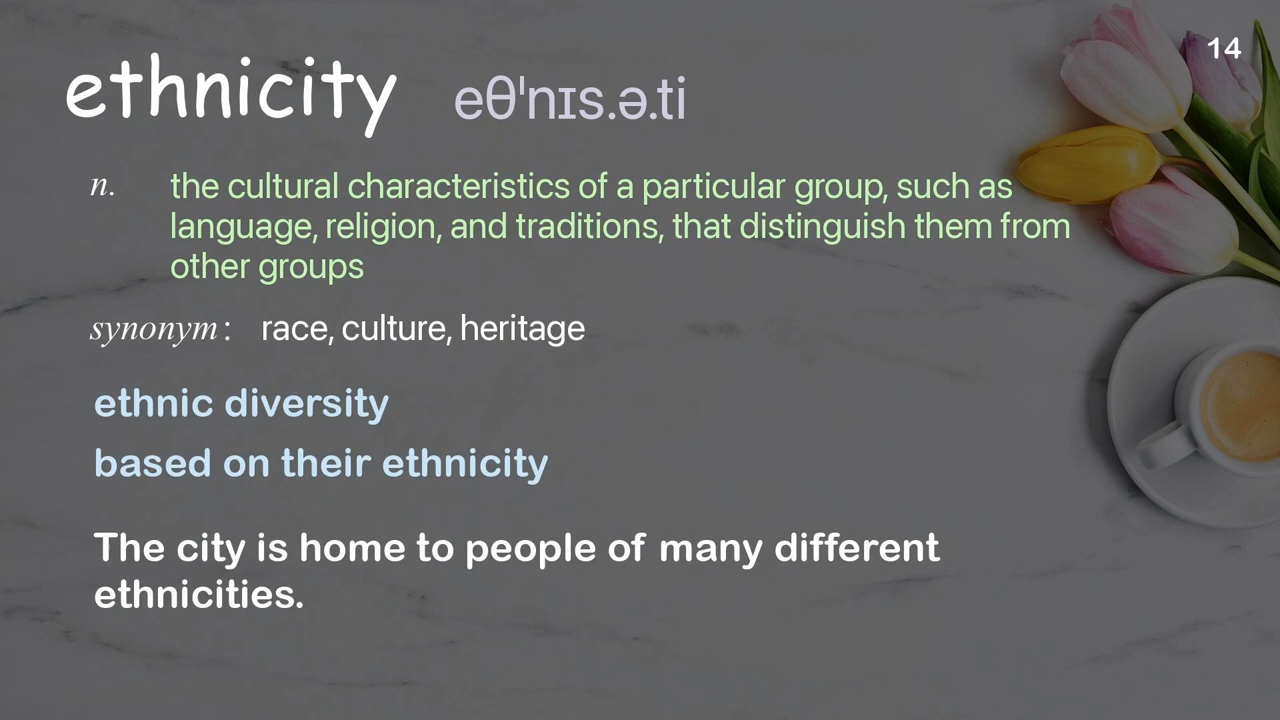 14
ethnicity eθˈnɪs.ə.ti
n. the cultural characteristics of a particular group, such as
language, religion, and traditions, that distinguish them from
other groups
synonym: race, culture, heritage
ethnic diversity
based on their ethnicity
The city is home to people of many different
ethnicities.